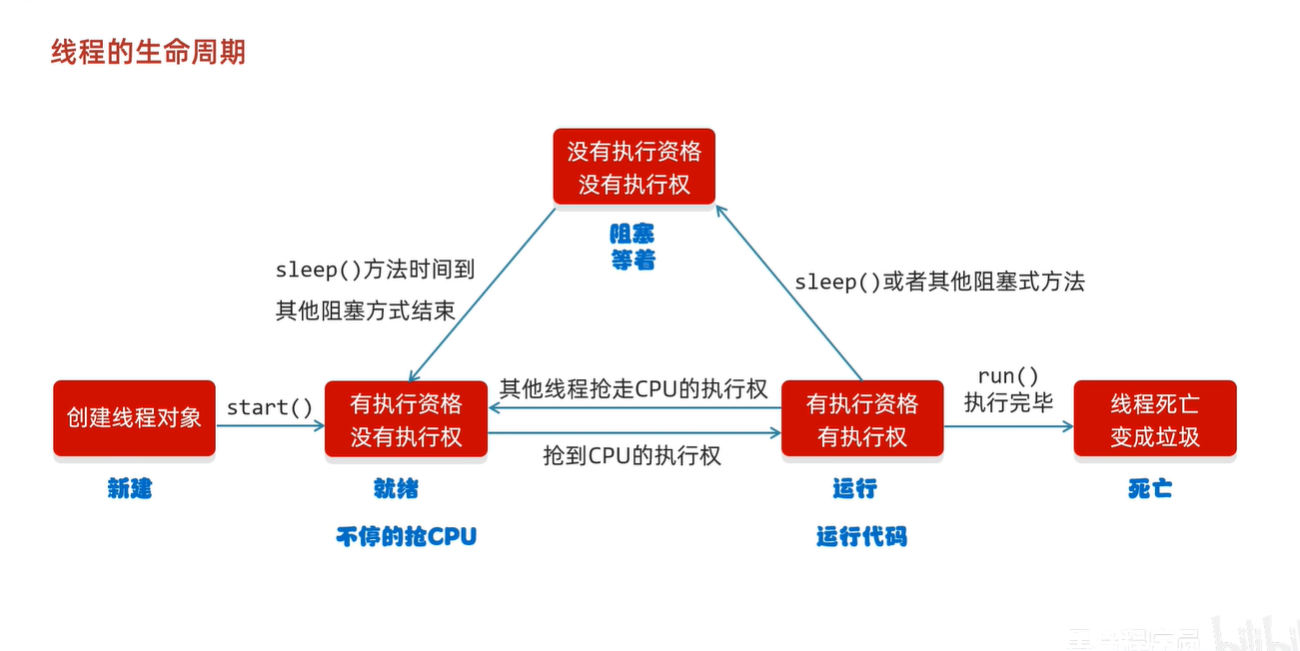 线程的生命周期
没有执行资格
没有执行权
阻塞
等着
sleep()方法时间到
其他阻塞方式结束
sleep()或者其他阻塞式方法
创建线程对象
start()
有执行资格
没有执行权
其他线程抢走CPU的执行权
抢到CPU的执行权
有执行资格
有执行权
run()
执行完毕
线程死亡
变成垃圾
新建
就绪
运行
死亡
不停的抢CPU
运行代码